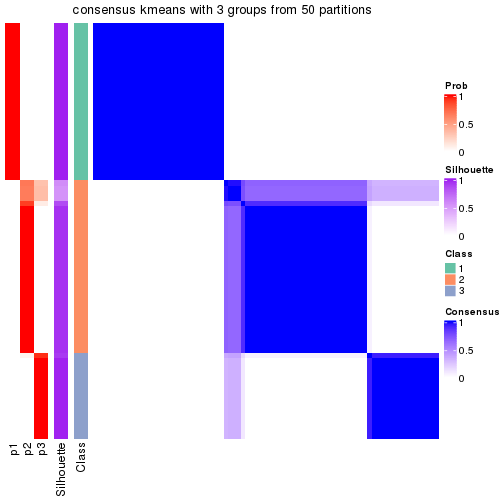 consensus kmeans with 3 groups from 50 partitions
Prob
1
0.5
0
Silhouette
1
0.5
0
Class
1
2
3
Consensus
1
0.5
0
p1
p2
p3
Silhouette
Class